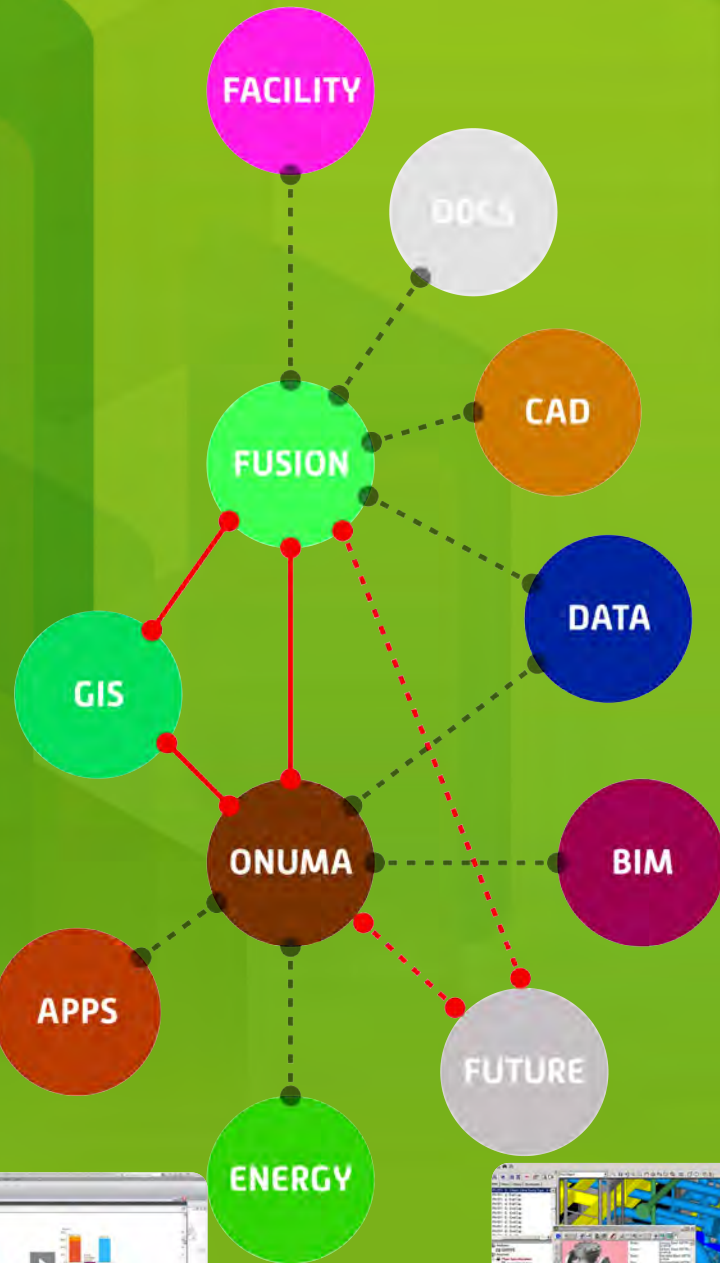 FACILITY
DOCS
FUSION
CAD
DATA
GIS
ONUMA
BIM
APPS
FUTURE
ENERGY